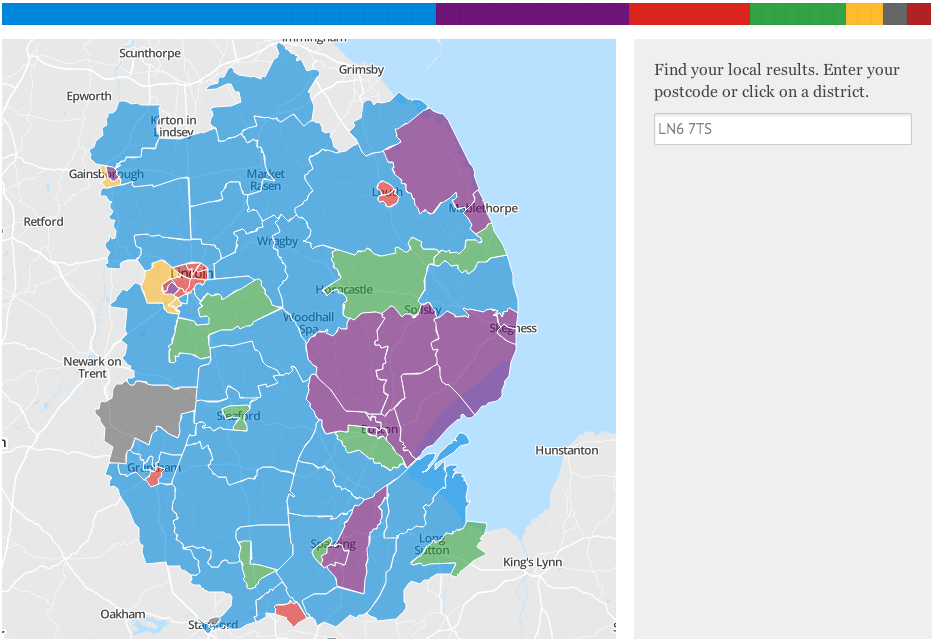 Immingham
Scunthorpe
Grimsby
Epworth
Kirton in
Lindsey
Gainsborough
Market
Rasen
Louth
Mablethorpe
Retford
Wragby
Lincoln
Horncastle
Spilsby
Woodhall
Spa
Skegness
Newark on
Trent
Sleaford
Boston
Hunstanton
Grantham
Spalding
Long
Sutton
King's Lynn
Oakham
Stamford
Find your local results. Enter your
postcode or click on a district.
LN6 7TS